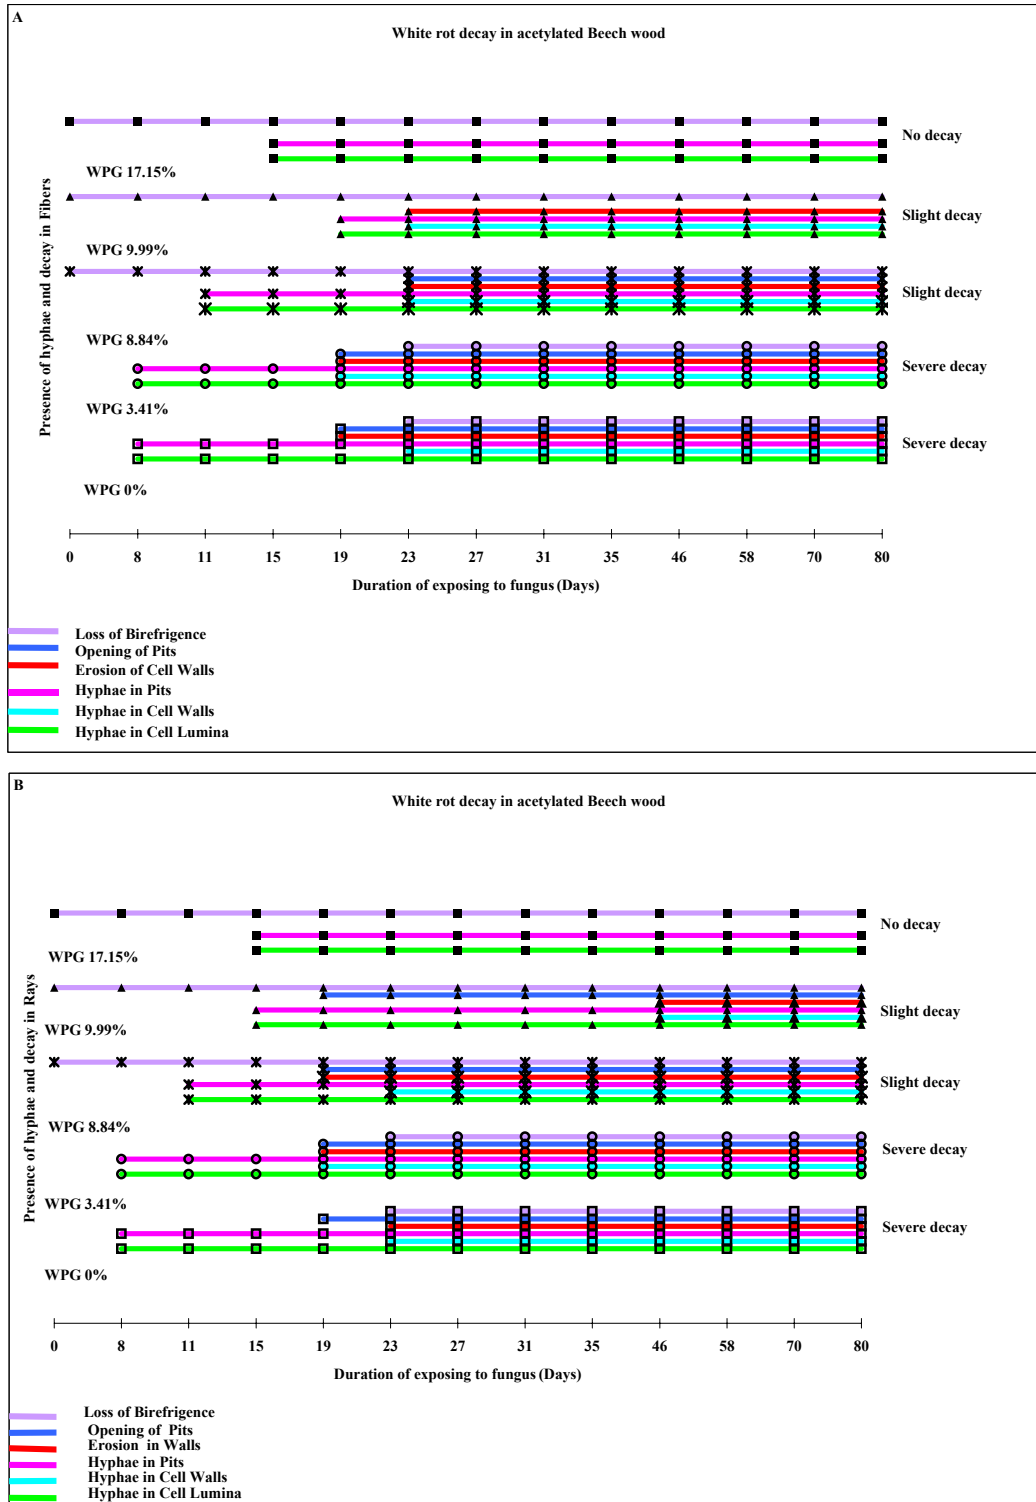 A
White rot decay in acetylated Beech wood
Presence of hyphae and decay in Fibers
No decay
WPG 17.15%
Slight decay
WPG 9.99%
Slight decay
WPG 8.84%
Severe decay
WPG 3.41%
Severe decay
WPG 0%
0 8 11 15 19 23 27 31 35 46 58 70 80
Duration of exposing to fungus (Days)
Loss of Birefrigence
Opening of Pits
Erosion of Cell Walls
Hyphae in Pits
Hyphae in Cell Walls
Hyphae in Cell Lumina
B
White rot decay in acetylated Beech wood
Presence of hyphae and decay in Rays
No decay
WPG 17.15%
Slight decay
WPG 9.99%
Slight decay
WPG 8.84%
Severe decay
WPG 3.41%
Severe decay
WPG 0%
0 8 11 15 19 23 27 31 35 46 58 70 80
Duration of exposing to fungus (Days)
Loss of Birefrigence
Opening of Pits
Erosion in Walls
Hyphae in Pits
Hyphae in Cell Walls
Hyphae in Cell Lumina